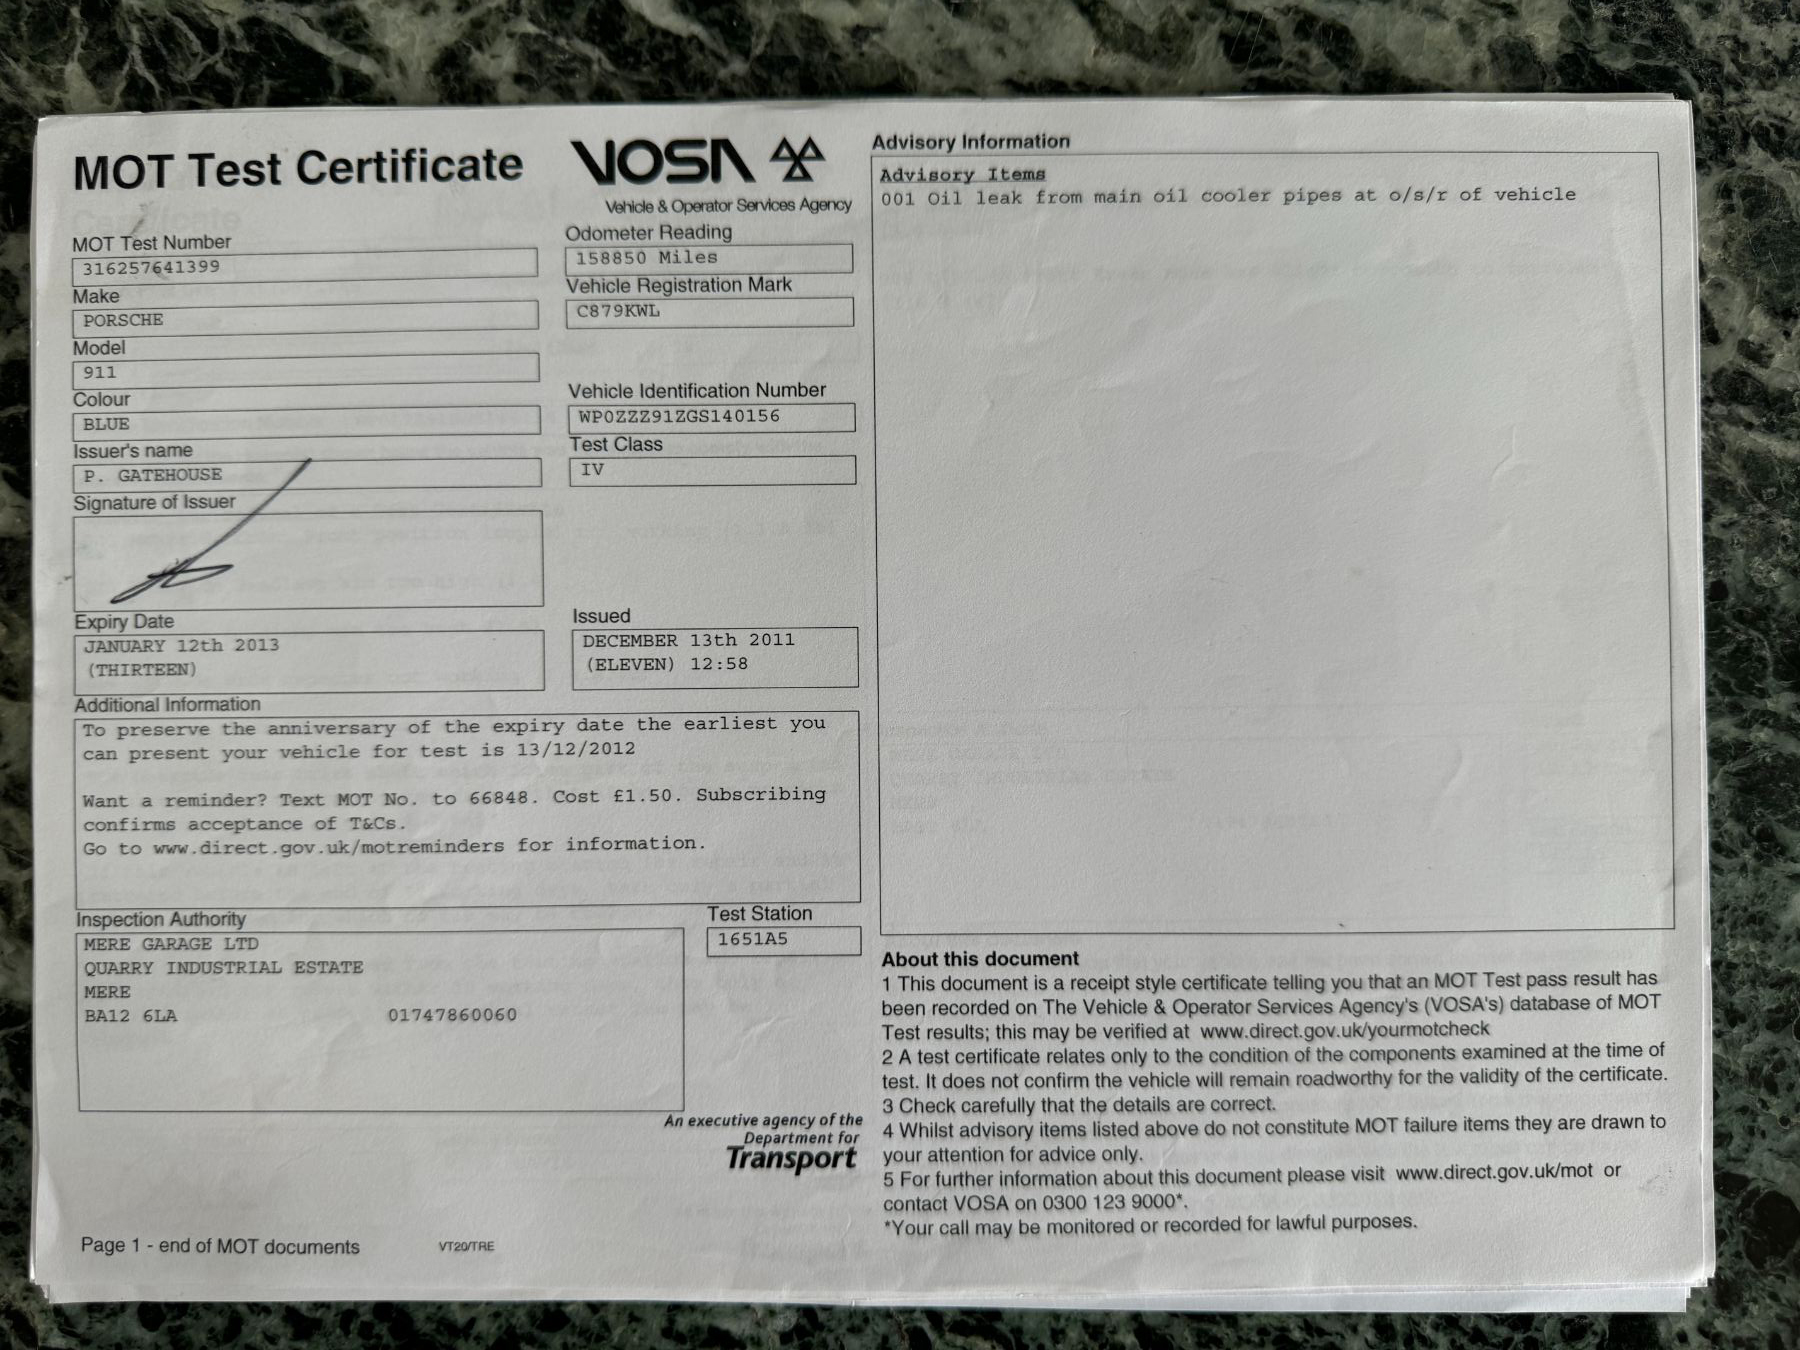 MOT Test Certificate
VOSA
Vehicle & Operator Services Agency
MOT Test Number
316257641399
Make
PORSCHE
Model
911
Colour
BLUE
Issuer's name
P. GATEHOUSE
Signature of Issuer
Odometer Reading
158850 Miles
Vehicle Registration Mark
C879KWL
Vehicle Identification Number
WP0ZZZ91ZGS140156
Test Class
IV
Expiry Date
JANUARY 12th 2013
(THIRTEEN)
Issued
DECEMBER 13th 2011
(ELEVEN) 12:58
Additional Information
To preserve the anniversary of the expiry date the earliest you
can present your vehicle for test is 13/12/2012
Want a reminder? Text MOT No. to 66848. Cost £1.50. Subscribing
confirms acceptance of T&Cs.
Go to www.direct.gov.uk/motreminders for information.
Inspection Authority
MERE GARAGE LTD
QUARRY INDUSTRIAL ESTATE
MERE
BA12 6LA 01747860060
Test Station
1651A5
An executive agency of the
Department for
Transport
Page 1 - end of MOT documents VT20/TRE
Advisory Information
Advisory Items
001 Oil leak from main oil cooler pipes at o/s/r of vehicle
About this document
1 This document is a receipt style certificate telling you that an MOT Test pass result has
been recorded on The Vehicle & Operator Services Agency's (VOSA's) database of MOT
Test results; this may be verified at www.direct.gov.uk/yourmotcheck
2 A test certificate relates only to the condition of the components examined at the time of
test. It does not confirm the vehicle will remain roadworthy for the validity of the certificate.
3 Check carefully that the details are correct.
4 Whilst advisory items listed above do not constitute MOT failure items they are drawn to
your attention for advice only.
5 For further information about this document please visit www.direct.gov.uk/mot or
contact VOSA on 0300 123 9000*.
*Your call may be monitored or recorded for lawful purposes.